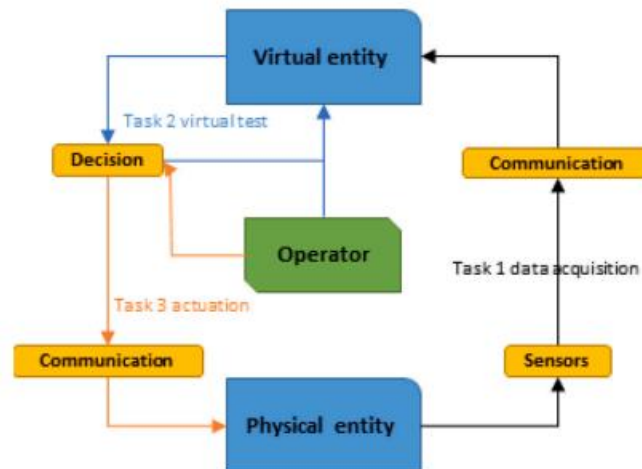 Virtual entity
Task 2 virtual test
Decision
Communication
Operator
Task 1 data acquisition
Task 3 actuation
Communication
Sensors
Physical entity